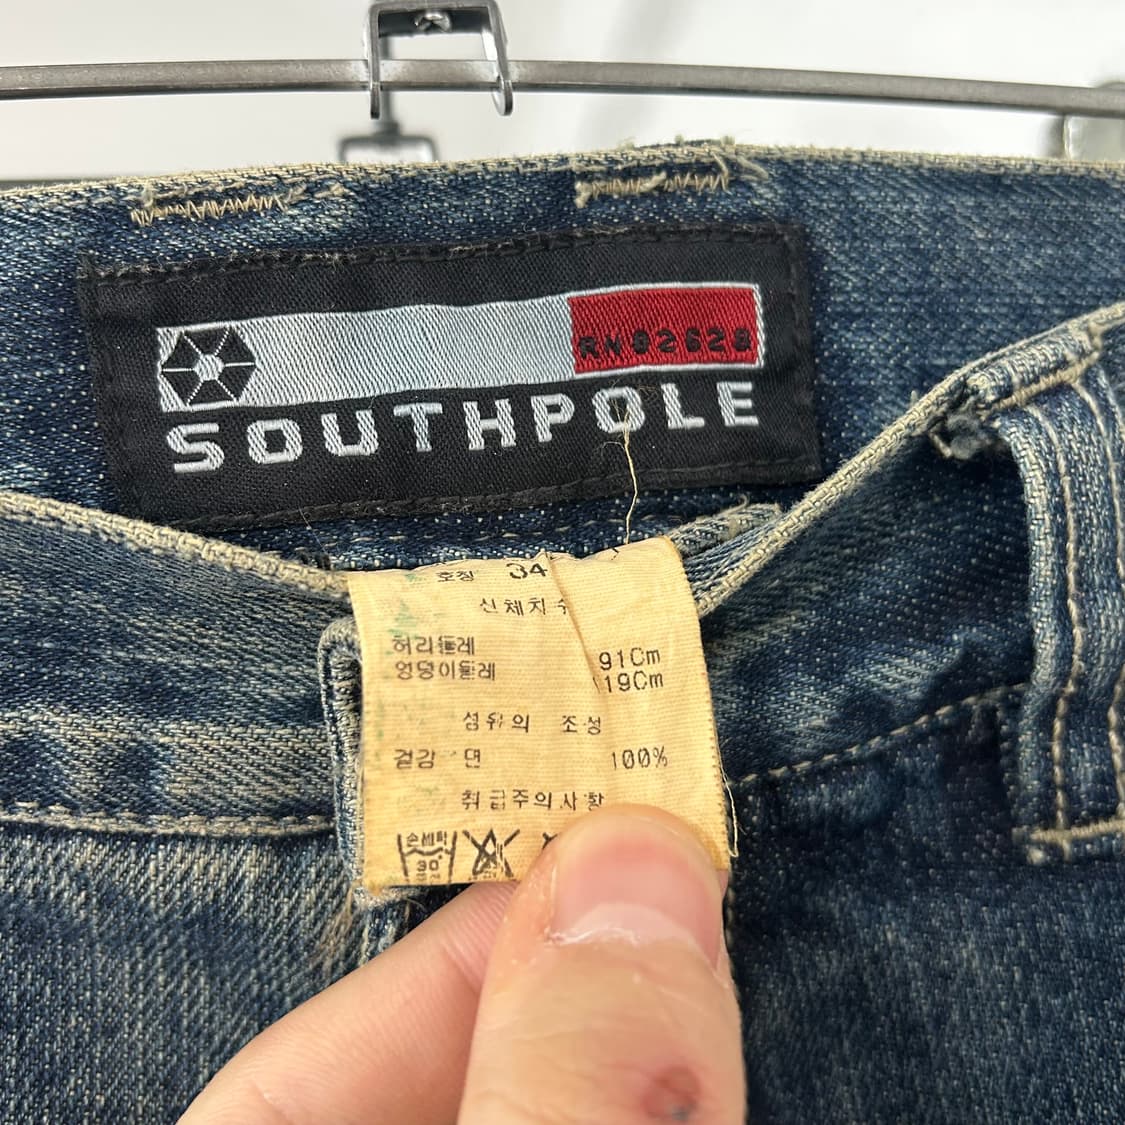 RN 92628
SOUTHPOLE
호칭 34
신체치수
허리둘레 91Cm
엉덩이둘레 119Cm
섬유의 조성
겉감 면 100%
취급주의사항
손세탁
30°